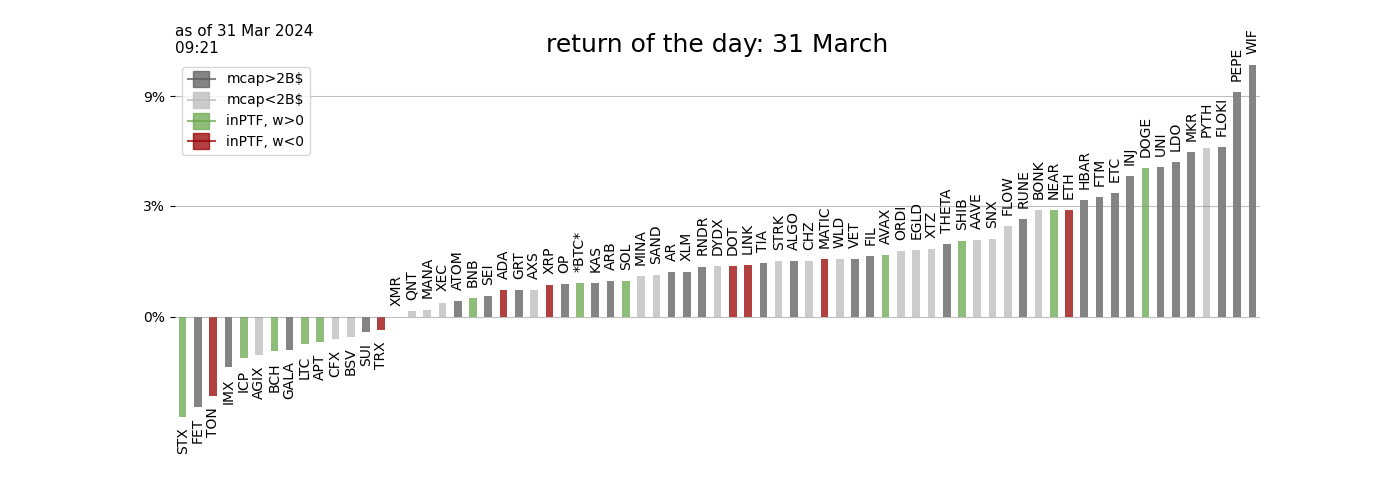 as of 31 Mar 2024
09:21
return of the day: 31 March
mcap>2B$
mcap<2B$
inPTF, w>0
inPTF, w<0
9%
3%
0%
STX
FET
TON
IMX
ICP
AGIX
BCH
GALA
LTC
APT
CFX
BSV
SUI
TRX
XMR
QNT
MANA
XEC
ATOM
BNB
SEI
ADA
GRT
AXS
XRP
OP
*BTC*
KAS
ARB
SOL
MINA
SAND
AR
XLM
RNDR
DYDX
DOT
LINK
TIA
STRK
ALGO
CHZ
MATIC
WLD
VET
FIL
AVAX
ORDI
EGLD
XTZ
THETA
SHIB
AAVE
SNX
FLOW
RUNE
BONK
NEAR
ETH
HBAR
FTM
ETC
INJ
DOGE
UNI
LDO
MKR
PYTH
FLOKI
PEPE
WIF